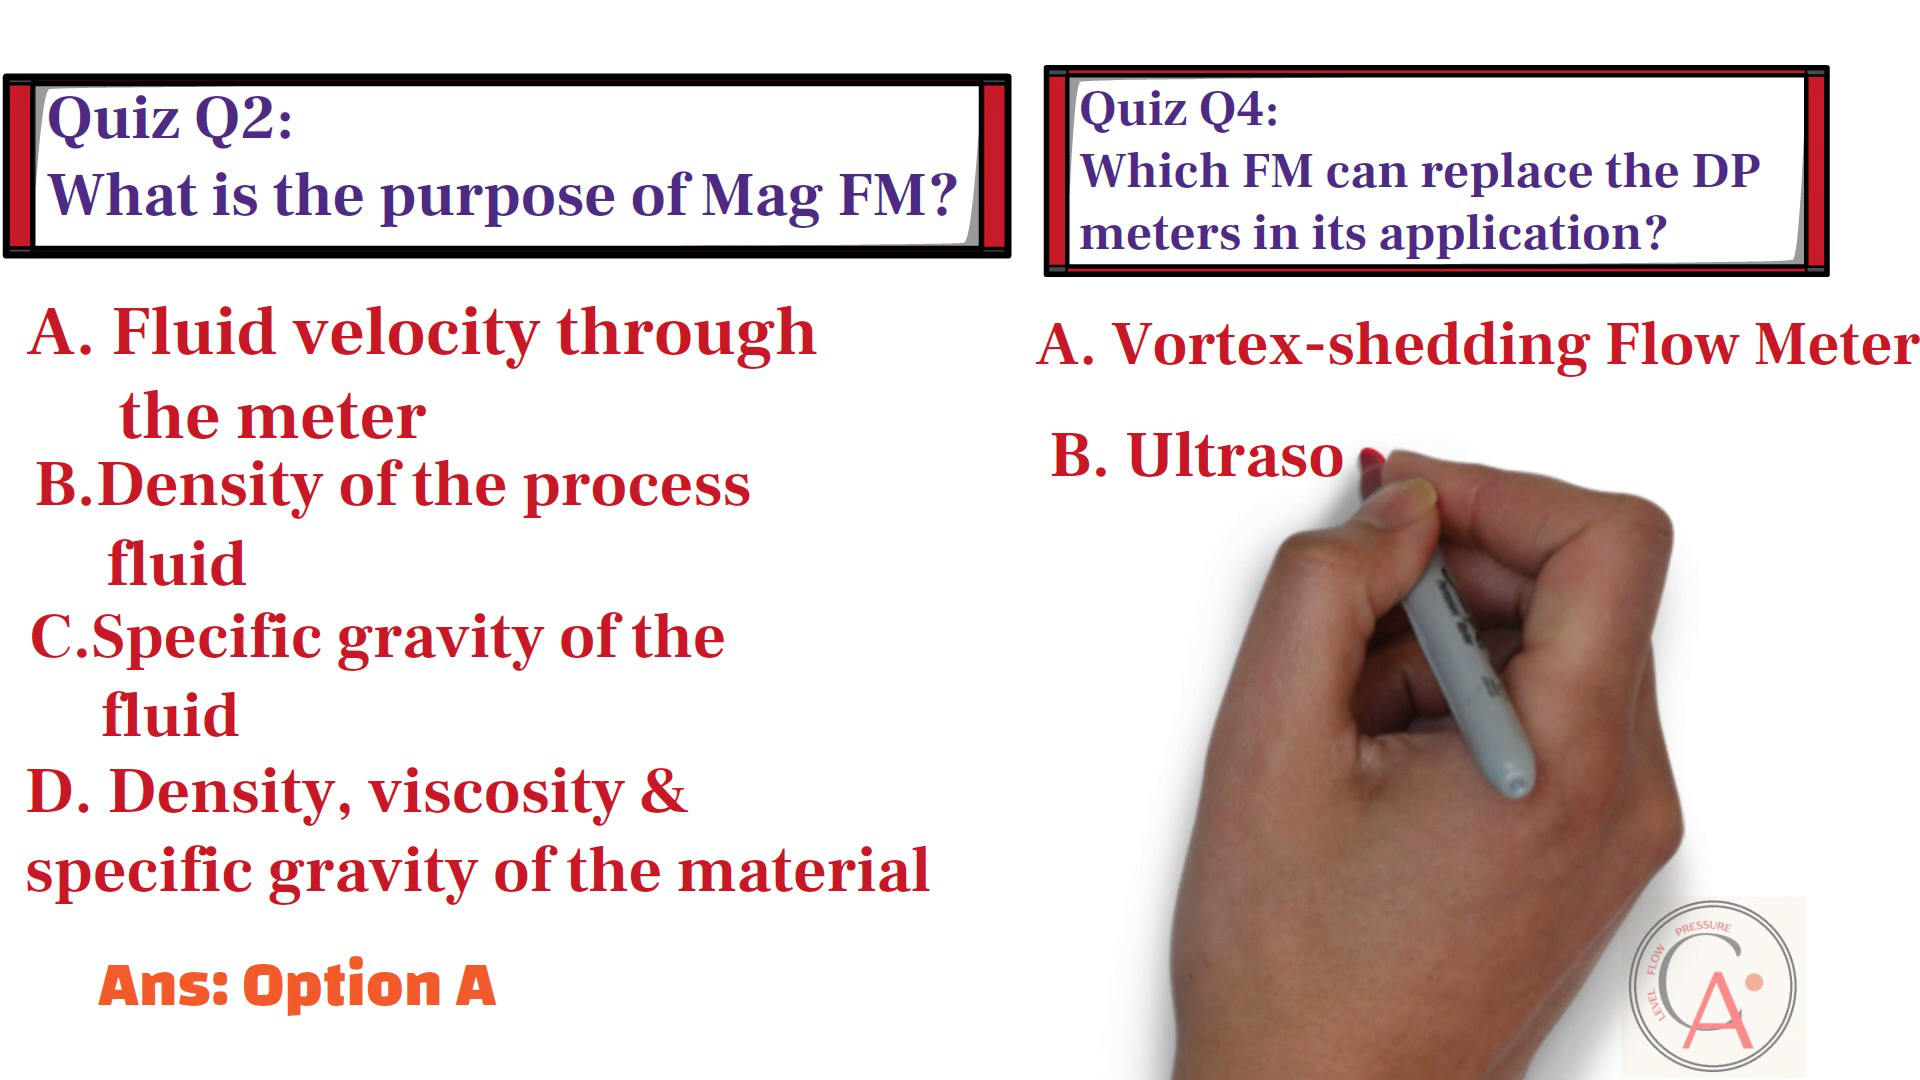 Quiz Q2:
What is the purpose of Mag FM?
A. Fluid velocity through
the meter
B.Density of the process
fluid
C.Specific gravity of the
fluid
D. Density, viscosity &
specific gravity of the material
Ans: Option A
Quiz Q4:
Which FM can replace the DP
meters in its application?
A. Vortex-shedding Flow Meter
B. Ultraso
LEVEL FLOW PRESSURE
CA